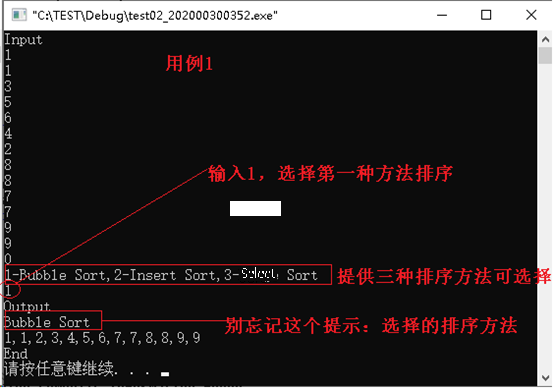 "C:\TEST\Debug\test02_202000300352.exe"
Input
1
用例1
1
3
5
6
4
2
8
8
输入1，选择第一种方法排序
7
7
9
9
0
1-Bubble Sort,2-Insert Sort,3-Select Sort
提供三种排序方法可选择
1
Output
Bubble Sort
别忘记这个提示：选择的排序方法
1,1,2,3,4,5,6,7,7,8,8,9,9
End
请按任意键继续. . .